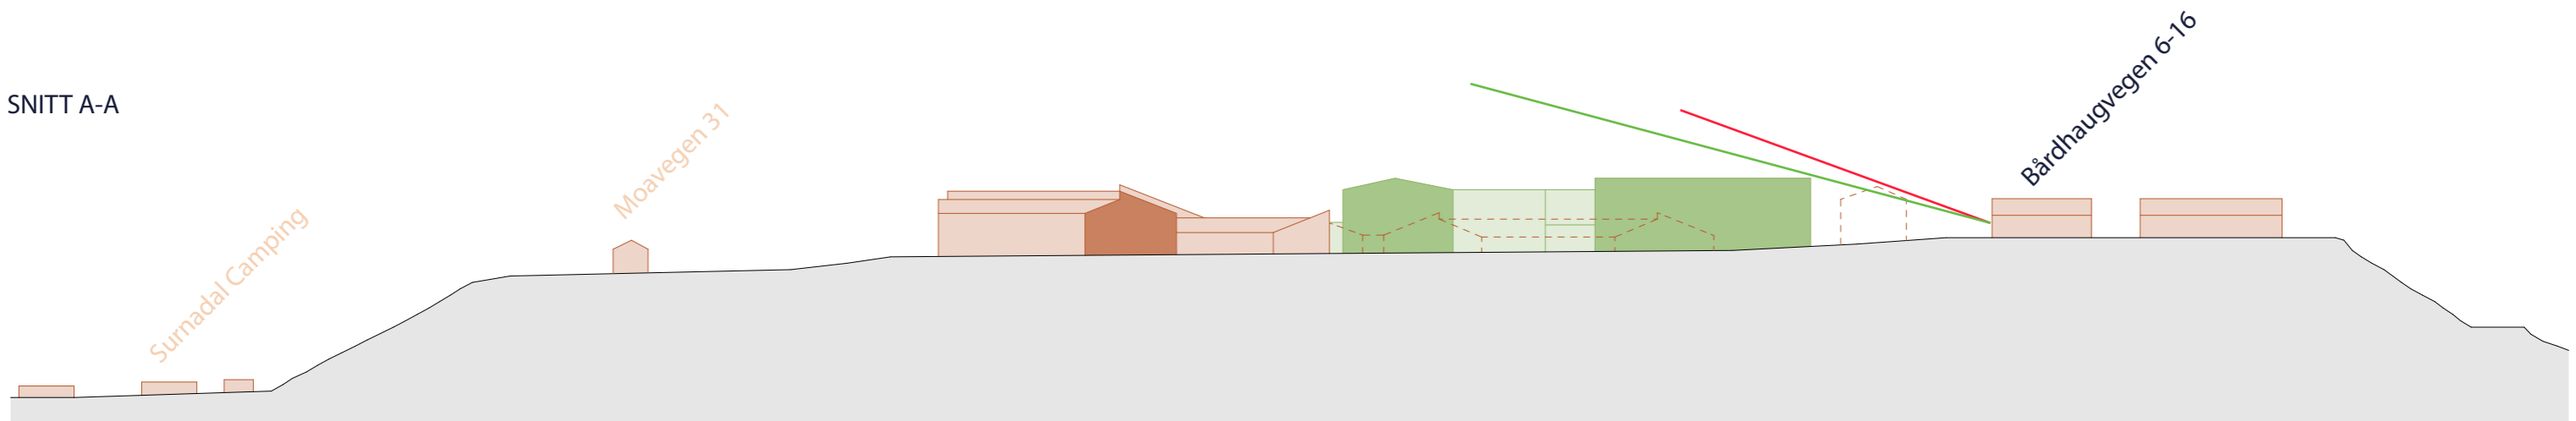 SNITT A-A
Surnadal Camping
Moavegen 31
Bårdhaugvegen 6-16